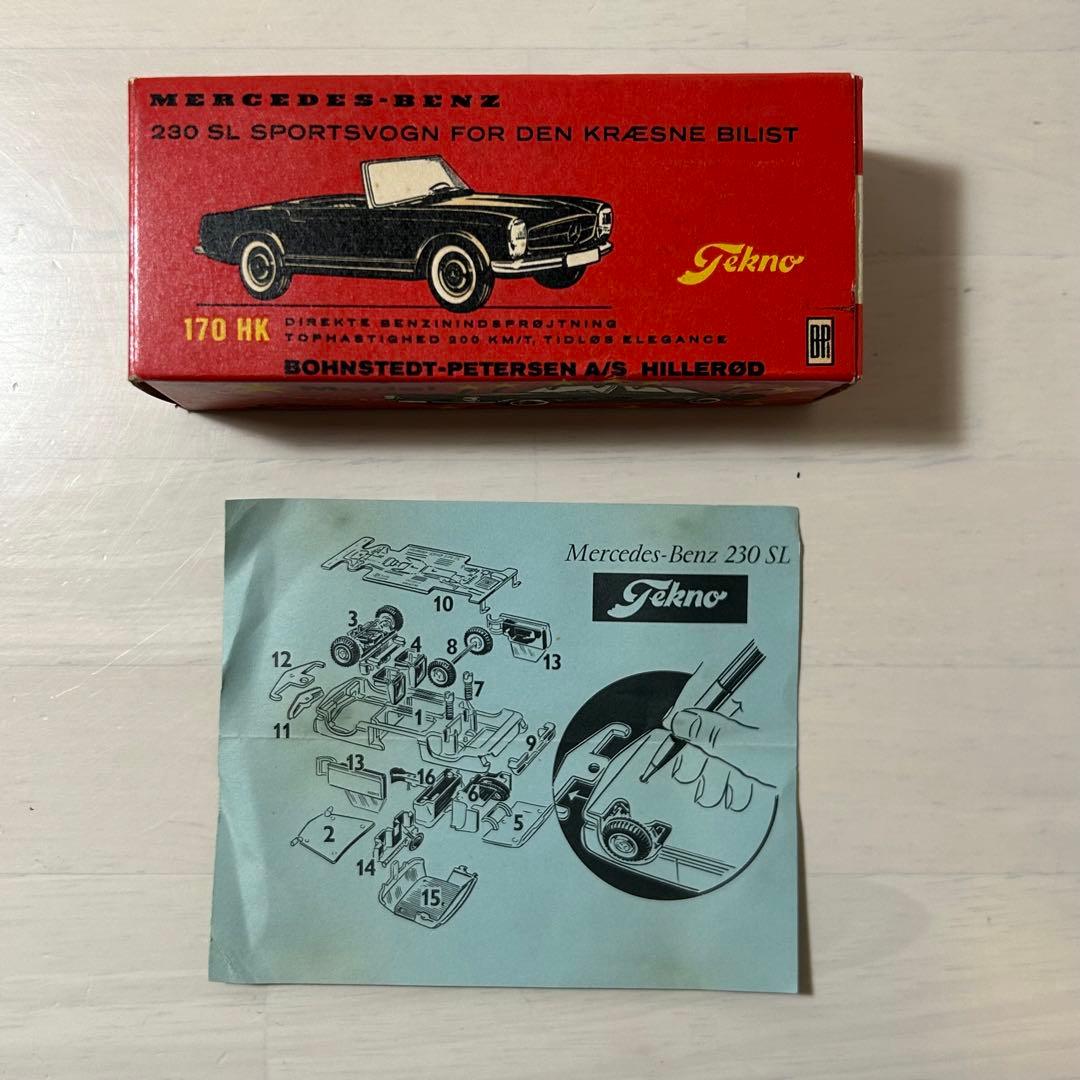 MERCEDES-BENZ
230 SL SPORTSVOGN FOR DEN KRÆSNE BILIST
Tekno
170 HK
DIREKTE BENZININDSPRØJTNING
TOPHASTIGHED 200 KM/T, TIDLØS ELEGANCE
BOHNSTEDT-PETERSEN A/S HILLERØD
BP
Mercedes-Benz 230 SL
Tekno
10
3
4
8
13
12
7
1
11
9
13
16
6
5
2
14
15